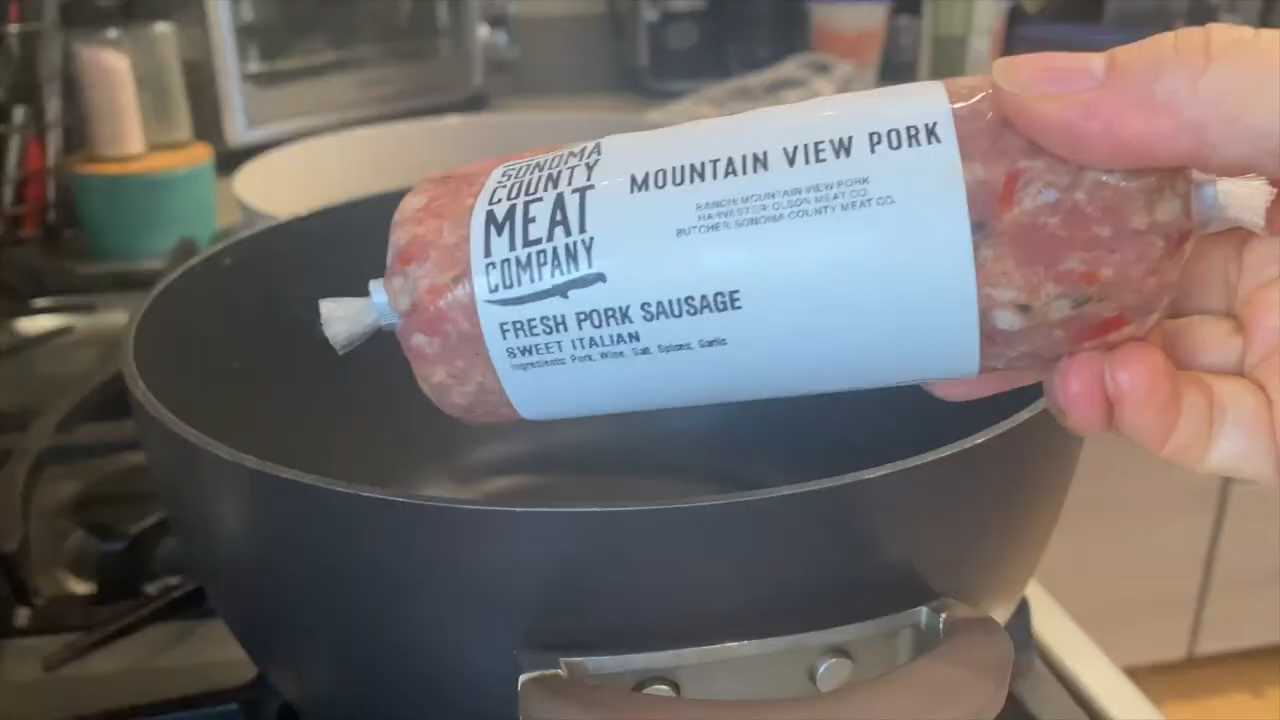 SONOMA
COUNTY
MEAT
COMPANY
MOUNTAIN VIEW PORK
RANCH: MOUNTAIN VIEW PORK
HARVESTER: OLSON MEAT CO.
BUTCHER: SONOMA COUNTY MEAT CO.
FRESH PORK SAUSAGE
SWEET ITALIAN
Ingredients: Pork, Wine, Salt, Spices, Garlic